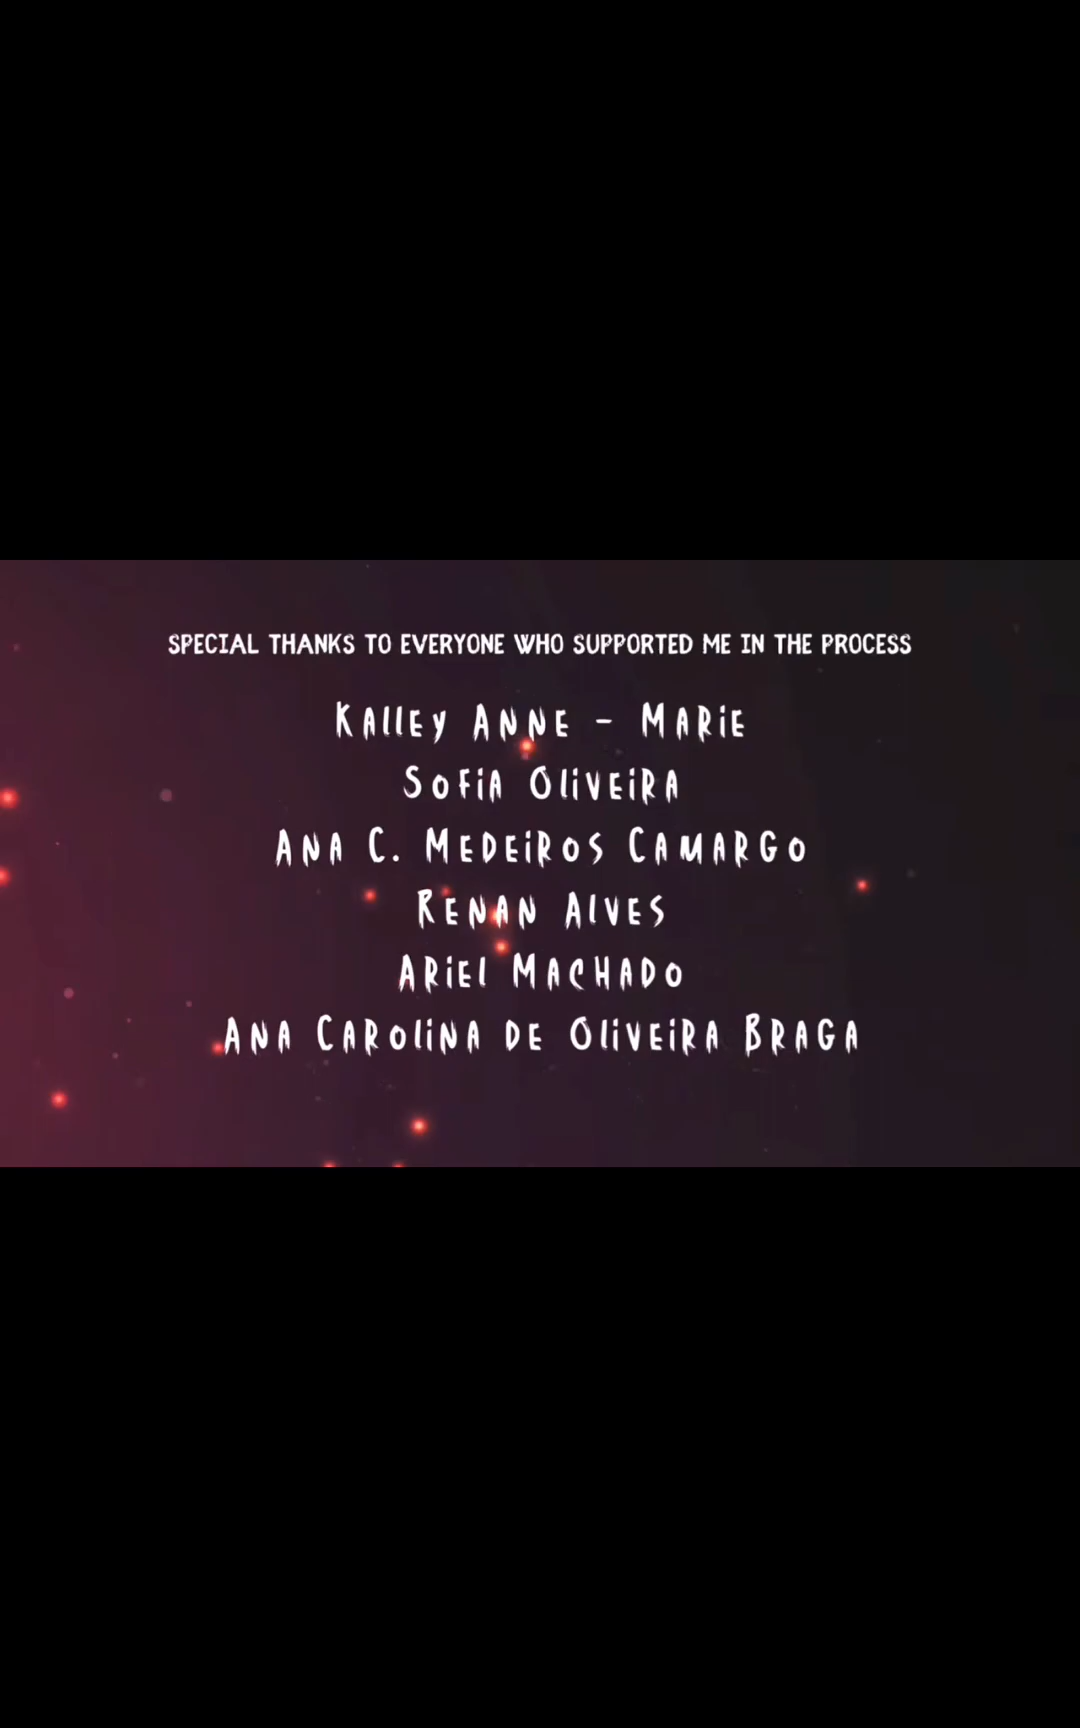 SPECIAL THANKS TO EVERYONE WHO SUPPORTED ME IN THE PROCESS
KAllEy ANNE - MARiE
SOFiA OliVEiRA
ANA C. MEDEiROS CAMARGO
RENAN AlVES
ARiEl MACHADO
ANA CAROliNA DE OliVEiRA BRAGA